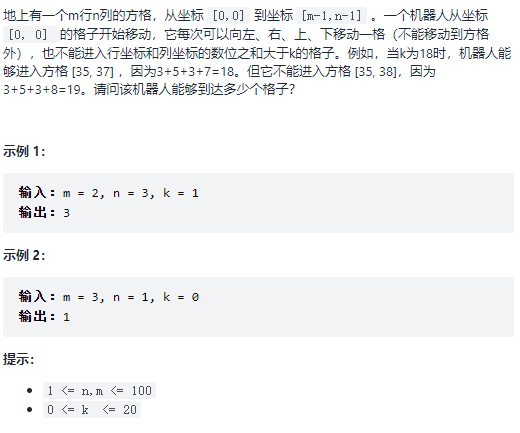 地上有一个m行n列的方格，从坐标 [0,0] 到坐标 [m-1,n-1] 。一个机器人从坐标
[0, 0] 的格子开始移动，它每次可以向左、右、上、下移动一格（不能移动到方格
外），也不能进入行坐标和列坐标的数位之和大于k的格子。例如，当k为18时，机器人能
够进入方格 [35, 37] ，因为3+5+3+7=18。但它不能进入方格 [35, 38]，因为
3+5+3+8=19。请问该机器人能够到达多少个格子？
示例 1：
输入：m = 2, n = 3, k = 1
输出：3
示例 2：
输入：m = 3, n = 1, k = 0
输出：1
提示：
1 <= n,m <= 100
0 <= k <= 20